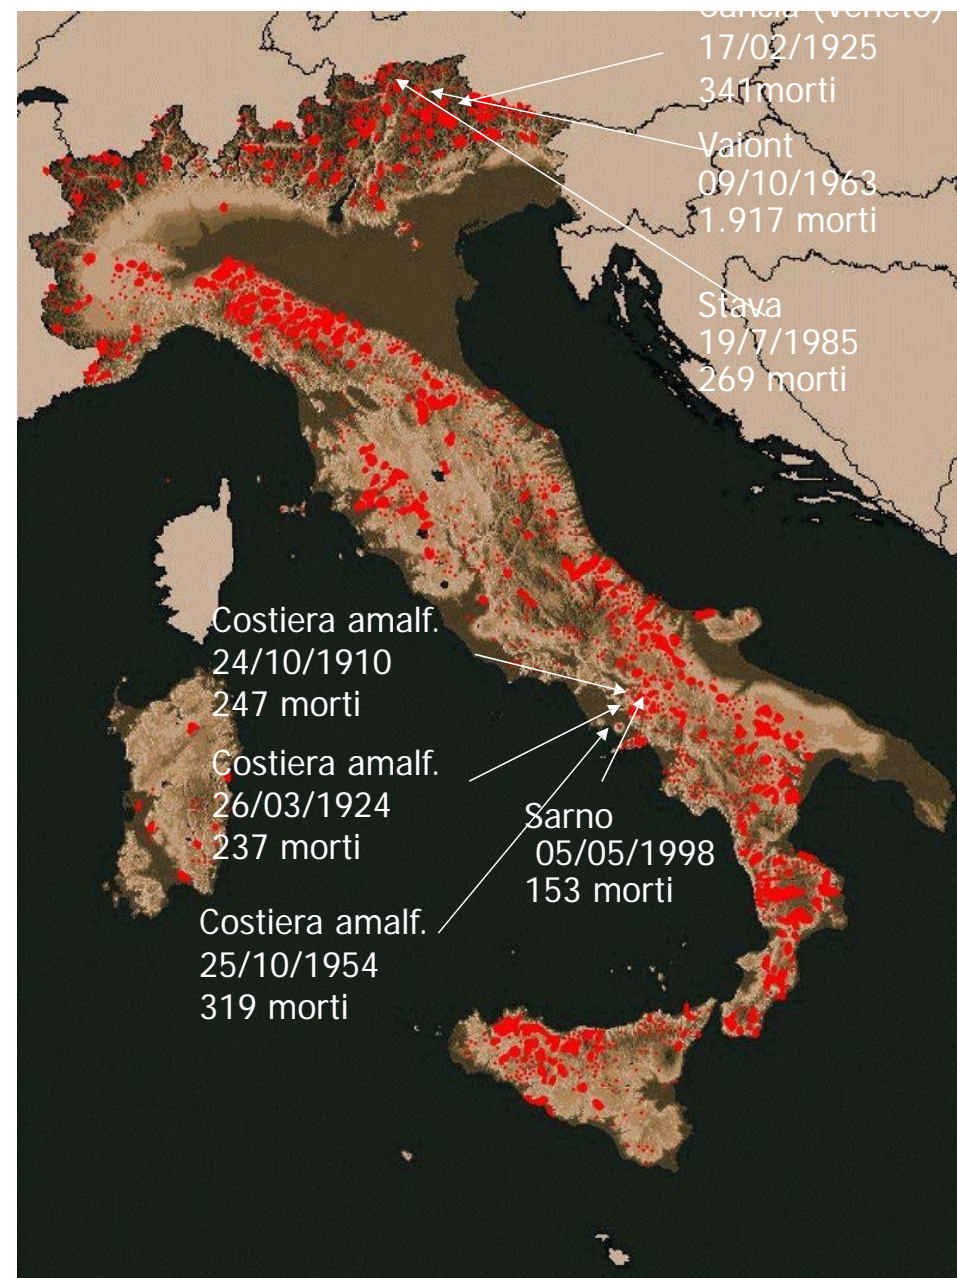 (Veneto)
17/02/1925
341morti
Vaiont
09/10/1963
1.917 morti
Stava
19/7/1985
269 morti
Costiera amalf.
24/10/1910
247 morti
Costiera amalf.
26/03/1924
237 morti
Sarno
05/05/1998
153 morti
Costiera amalf.
25/10/1954
319 morti